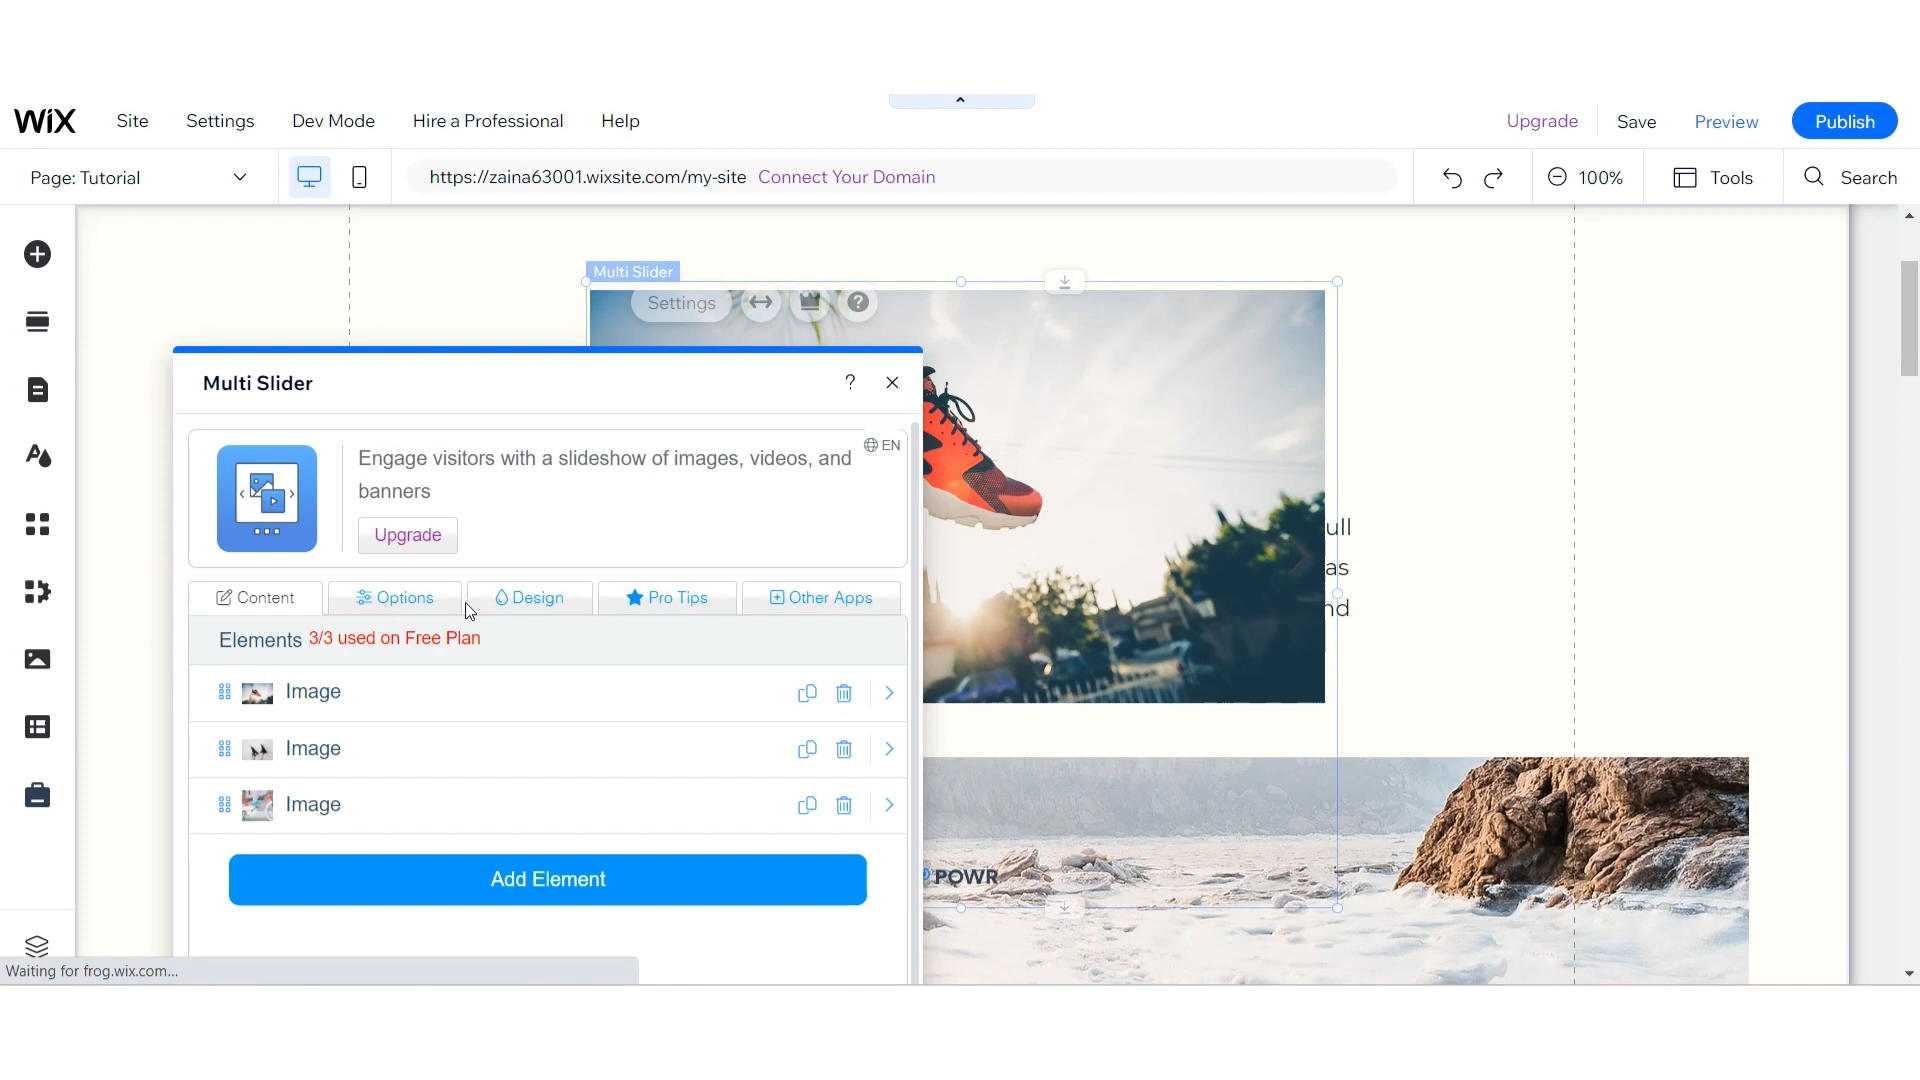 WIX Site Settings Dev Mode Hire a Professional Help Upgrade Save Preview Publish
Page: Tutorial https://zaina63001.wixsite.com/my-site Connect Your Domain 100% Tools Search
Multi Slider
Settings ?
Multi Slider ? ×
EN
Engage visitors with a slideshow of images, videos, and
banners
Upgrade
Content Options Design Pro Tips Other Apps
Elements 3/3 used on Free Plan
Image
Image
Image
Add Element
ull
as
nd
POWR
Waiting for frog.wix.com...